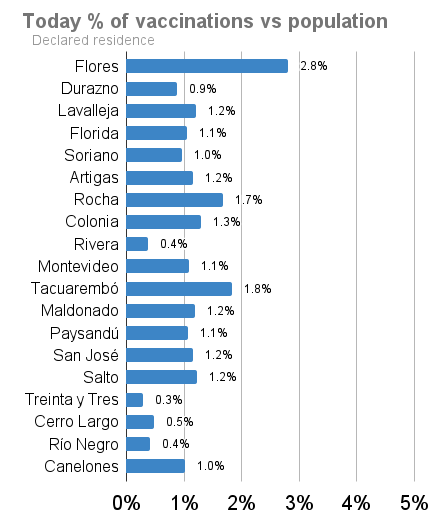 Today % of vaccinations vs population
Declared residence
Flores 2.8%
Durazno 0.9%
Lavalleja 1.2%
Florida 1.1%
Soriano 1.0%
Artigas 1.2%
Rocha 1.7%
Colonia 1.3%
Rivera 0.4%
Montevideo 1.1%
Tacuarembó 1.8%
Maldonado 1.2%
Paysandú 1.1%
San José 1.2%
Salto 1.2%
Treinta y Tres 0.3%
Cerro Largo 0.5%
Río Negro 0.4%
Canelones 1.0%
0% 1% 2% 3% 4% 5%